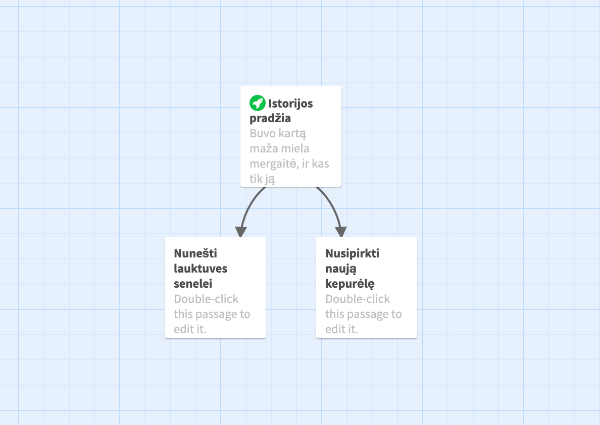 Istorijos
pradžia
Buvo kartą
maža miela
mergaitė, ir kas
tik ją
Nunešti
lauktuves
senelei
Double-click
this passage to
edit it.
Nusipirkti
naują
kepurėlę
Double-click
this passage to
edit it.